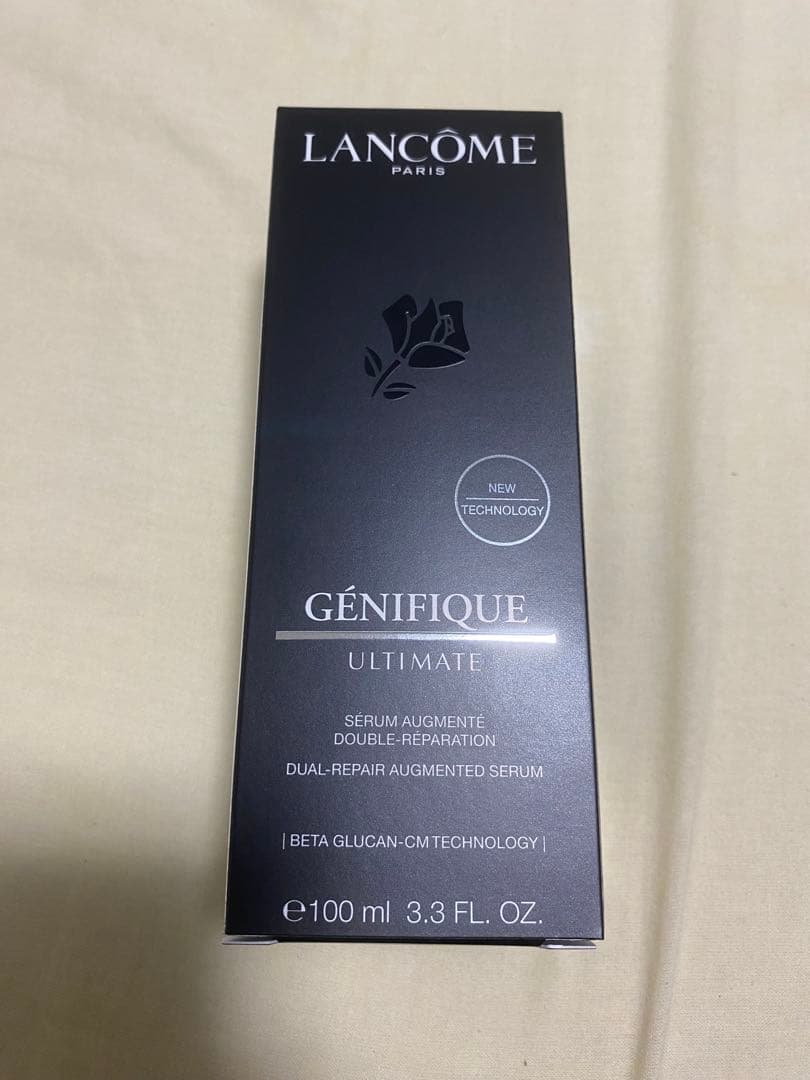 LANCÔME
PARIS
NEW
TECHNOLOGY
GÉNIFIQUE
ULTIMATE
SÉRUM AUGMENTÉ
DOUBLE-RÉPARATION
DUAL-REPAIR AUGMENTED SERUM
| BETA GLUCAN-CM TECHNOLOGY |
℮100 ml 3.3 FL. OZ.